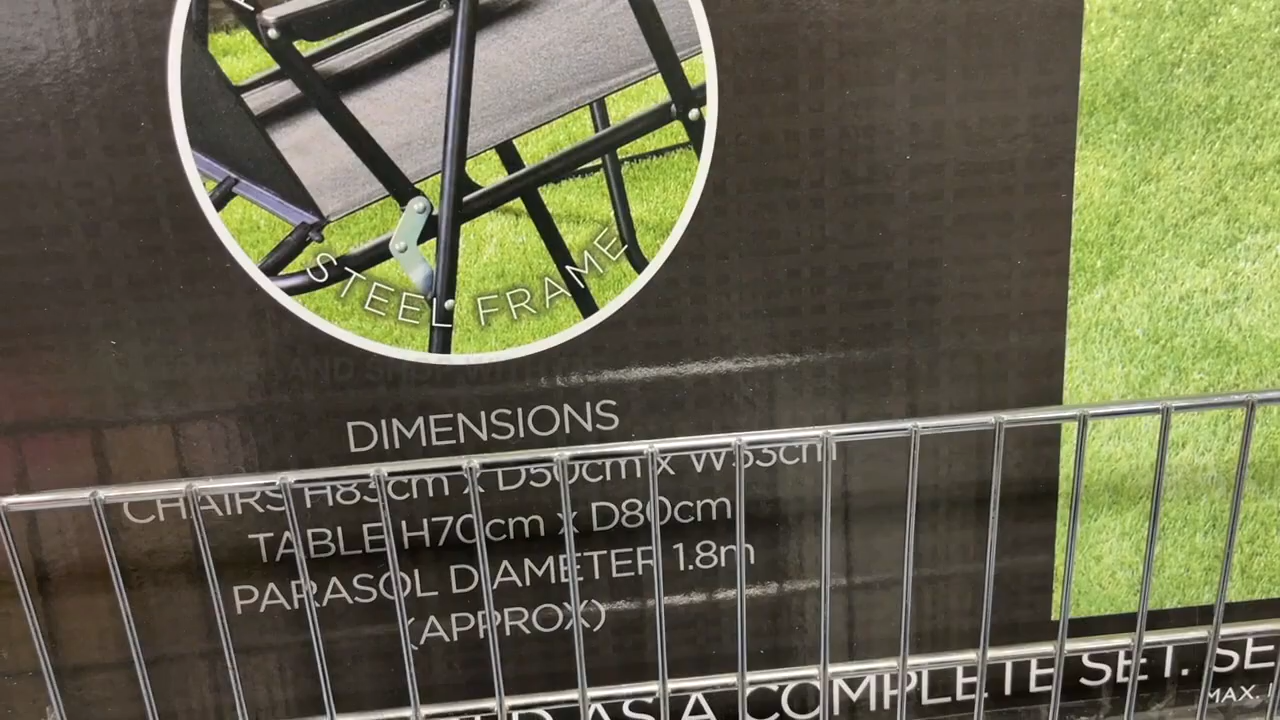 STEEL FRAME
DIMENSIONS
CHAIRS H83cm x D50cm x W53cm
TABLE H70cm x D80cm
PARASOL DIAMETER 1.8m
(APPROX)
AS A COMPLETE SET. SE
MAX.